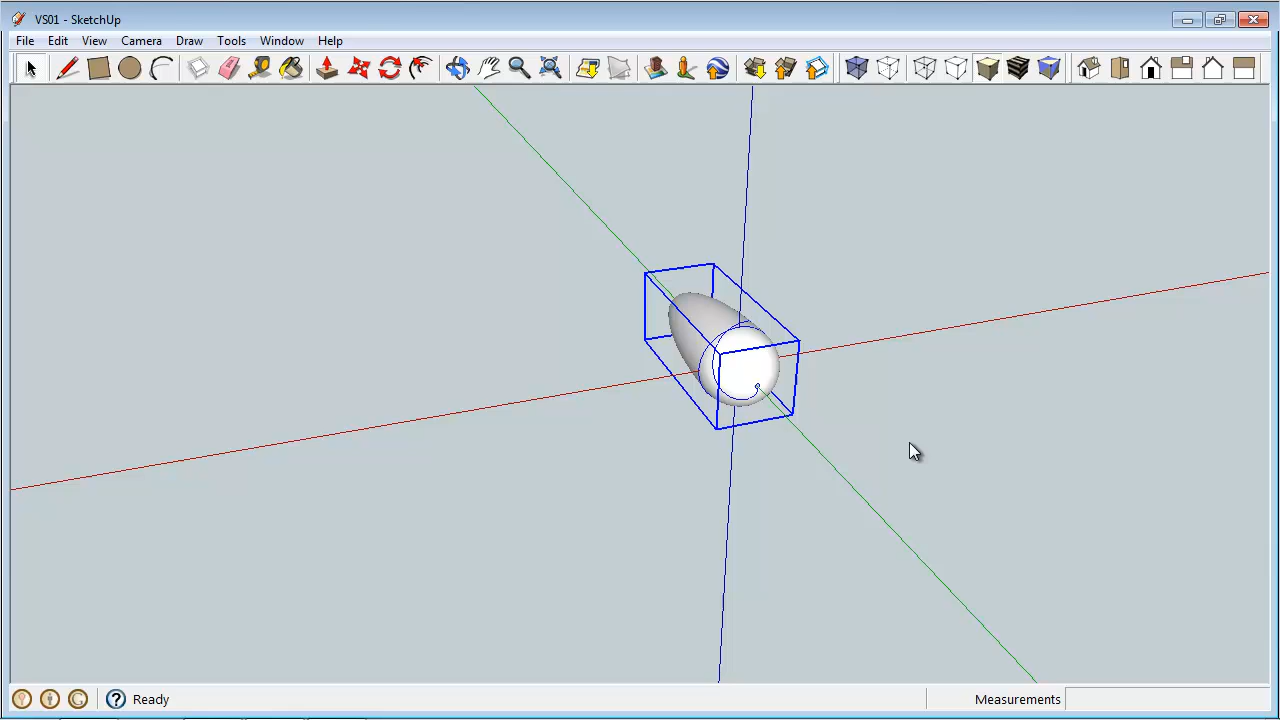 VS01 - SketchUp
File Edit View Camera Draw Tools Window Help
Ready
Measurements